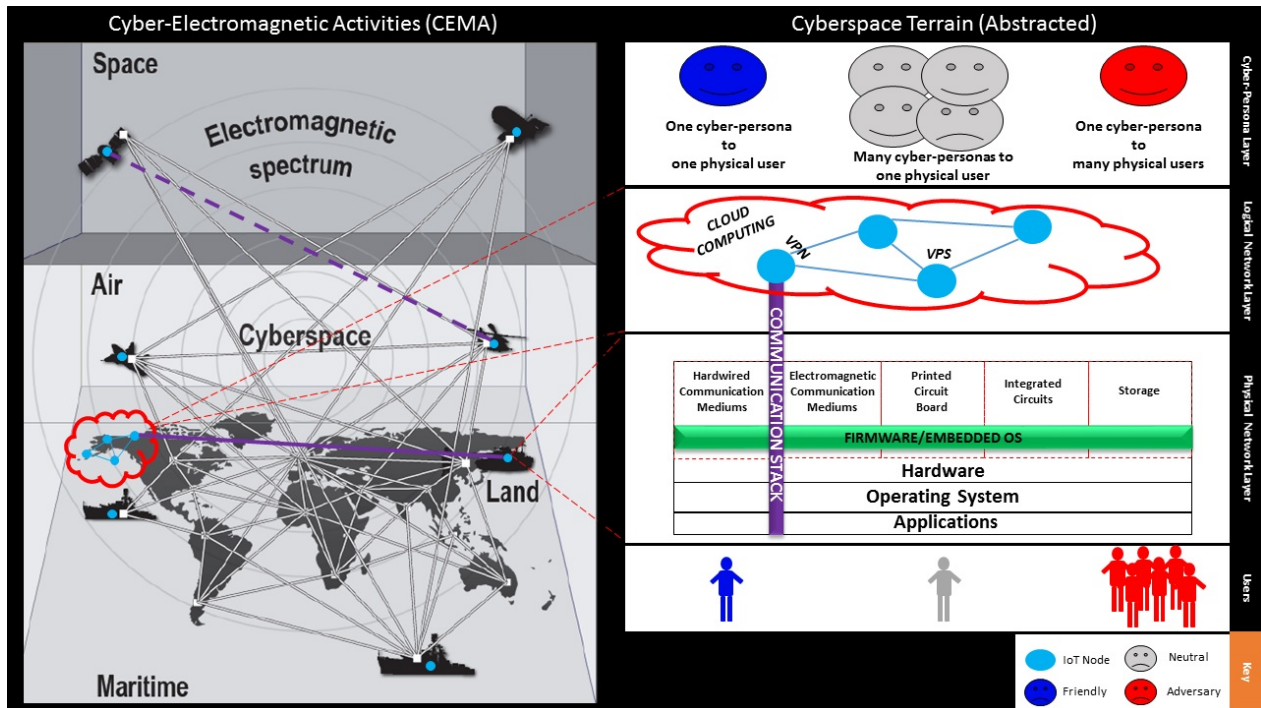 Cyber-Electromagnetic Activities (CEMA)
Space
Electromagnetic
spectrum
Air
Cyberspace
Land
Maritime
Cyberspace Terrain (Abstracted)
One cyber-persona
to
one physical user
Many cyber-personas to
one physical user
One cyber-persona
to
many physical users
Cyber-Persona Layer
CLOUD
COMPUTING
VPN
VPS
Logical Network Layer
COMMUNICATION STACK
Hardwired
Communication
Mediums
Electromagnetic
Communication
Mediums
Printed
Circuit
Board
Integrated
Circuits
Storage
FIRMWARE/EMBEDDED OS
Hardware
Operating System
Applications
Physical Network Layer
Users
IoT Node
Neutral
Friendly
Adversary
Key